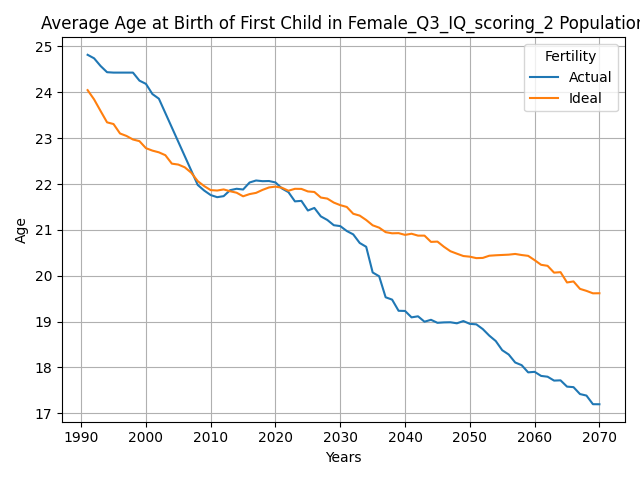 Average Age at Birth of First Child in Female_Q3_IQ_scoring_2 Population
25
24
23
22
21
20
19
18
17
Age
Fertility
Actual
Ideal
1990 2000 2010 2020 2030 2040 2050 2060 2070
Years